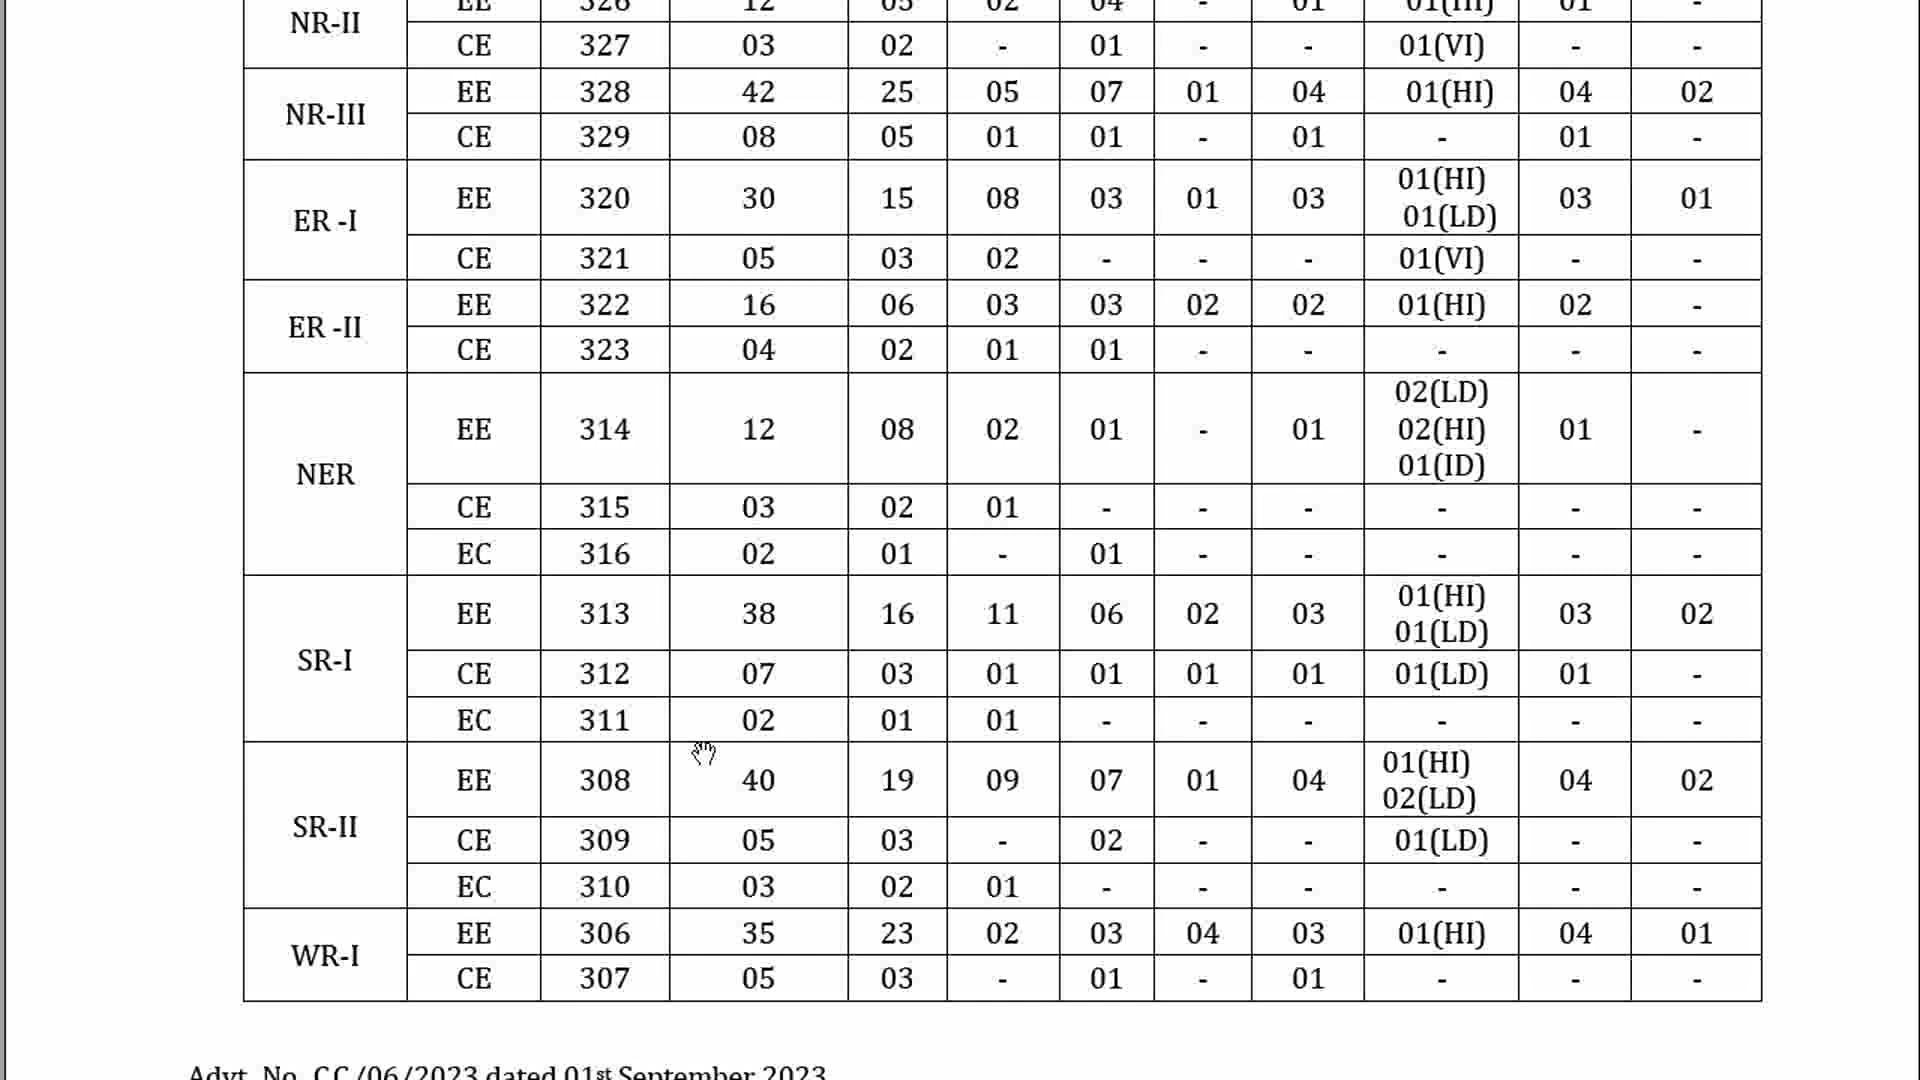 NR-II EE 326 12 05 02 04 - 01 01(HI) 01 -
CE 327 03 02 - 01 - - 01(VI) - -
NR-III EE 328 42 25 05 07 01 04 01(HI) 04 02
CE 329 08 05 01 01 - 01 - 01 -
ER -I EE 320 30 15 08 03 01 03 01(HI) 01(LD) 03 01
CE 321 05 03 02 - - - 01(VI) - -
ER -II EE 322 16 06 03 03 02 02 01(HI) 02 -
CE 323 04 02 01 01 - - - - -
NER EE 314 12 08 02 01 - 01 02(LD) 02(HI) 01(ID) 01 -
CE 315 03 02 01 - - - - - -
EC 316 02 01 - 01 - - - - -
SR-I EE 313 38 16 11 06 02 03 01(HI) 01(LD) 03 02
CE 312 07 03 01 01 01 01 01(LD) 01 -
EC 311 02 01 01 - - - - - -
SR-II EE 308 40 19 09 07 01 04 01(HI) 02(LD) 04 02
CE 309 05 03 - 02 - - 01(LD) - -
EC 310 03 02 01 - - - - - -
WR-I EE 306 35 23 02 03 04 03 01(HI) 04 01
CE 307 05 03 - 01 - 01 - - -
Advt. No. CC/06/2023 dated 01st September 2023